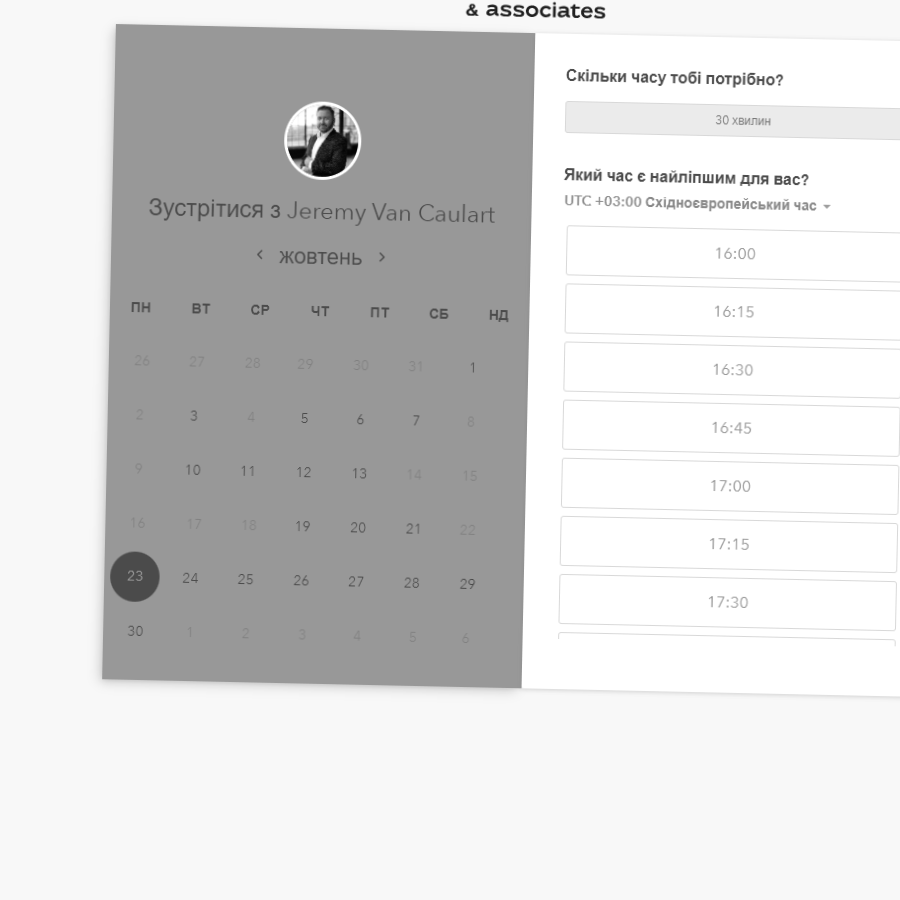 & associates
Зустрітися з Jeremy Van Caulart
‹ жовтень ›
ПН ВТ СР ЧТ ПТ СБ НД
26 27 28 29 30 31 1
2 3 4 5 6 7 8
9 10 11 12 13 14 15
16 17 18 19 20 21 22
23 24 25 26 27 28 29
30 1 2 3 4 5 6
Скільки часу тобі потрібно?
30 хвилин
Який час є найліпшим для вас?
UTC +03:00 Східноєвропейський час
16:00
16:15
16:30
16:45
17:00
17:15
17:30